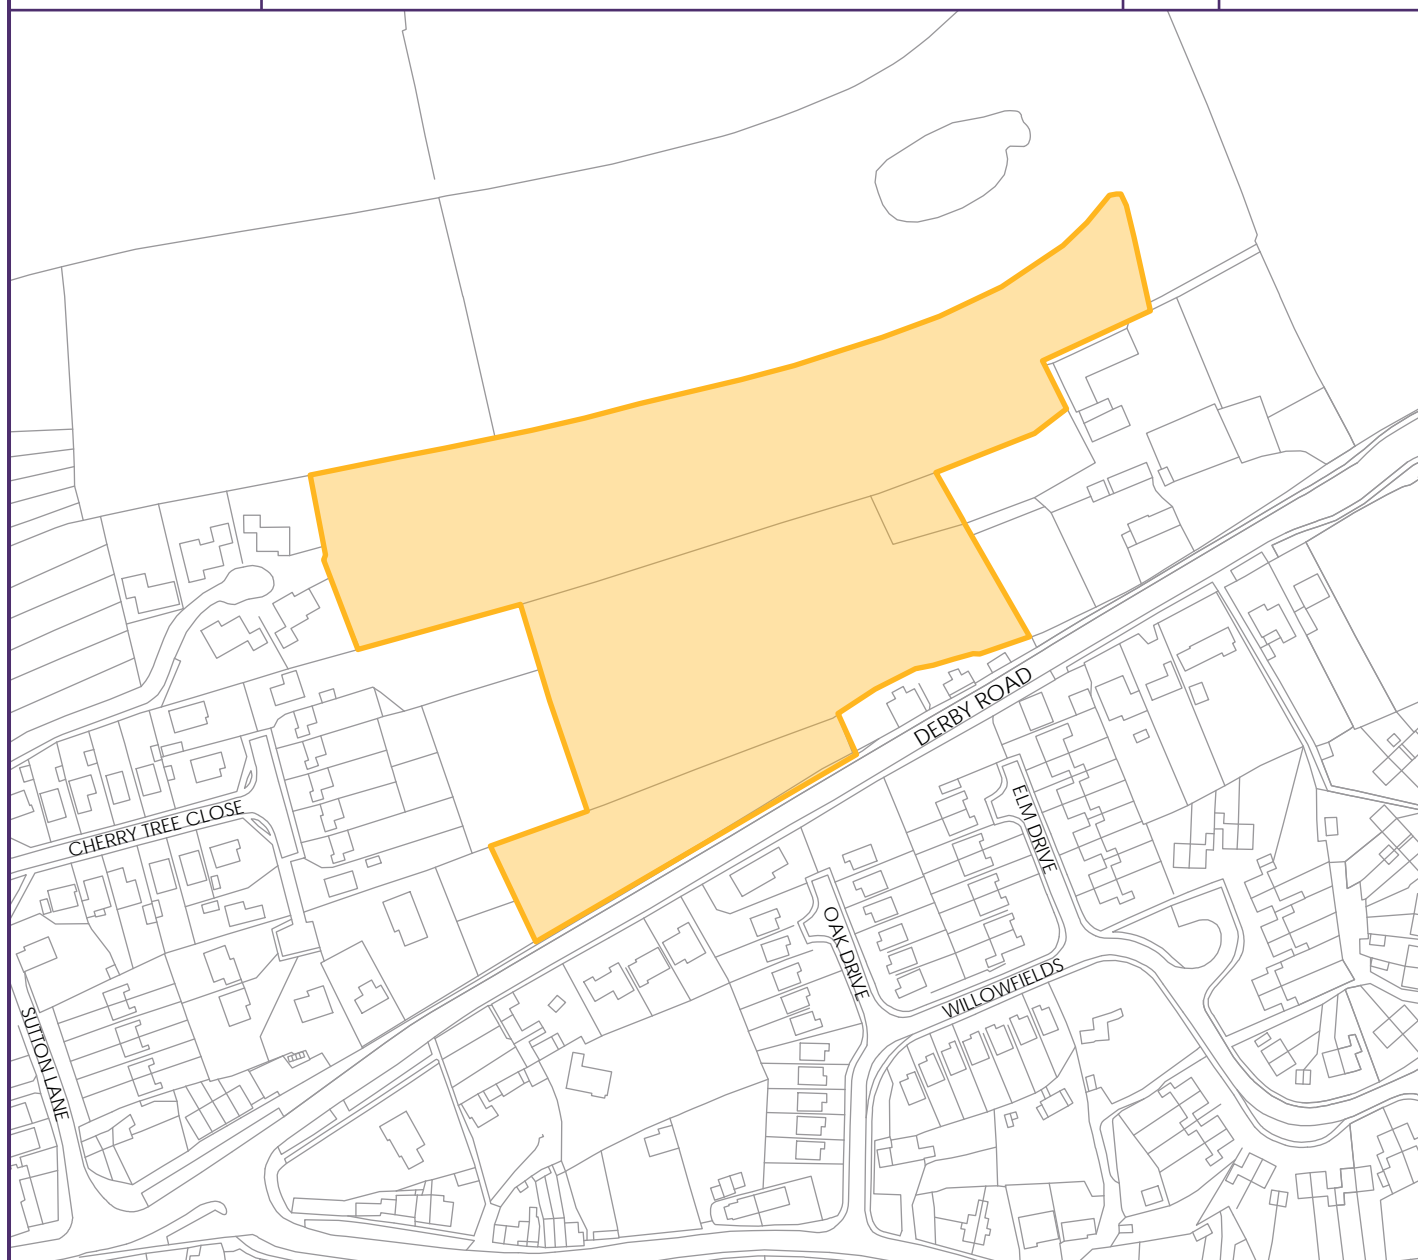 DERBY ROAD
ELM DRIVE
CHERRY TREE CLOSE
OAK DRIVE
WILLOWFIELDS
SUTTON LANE